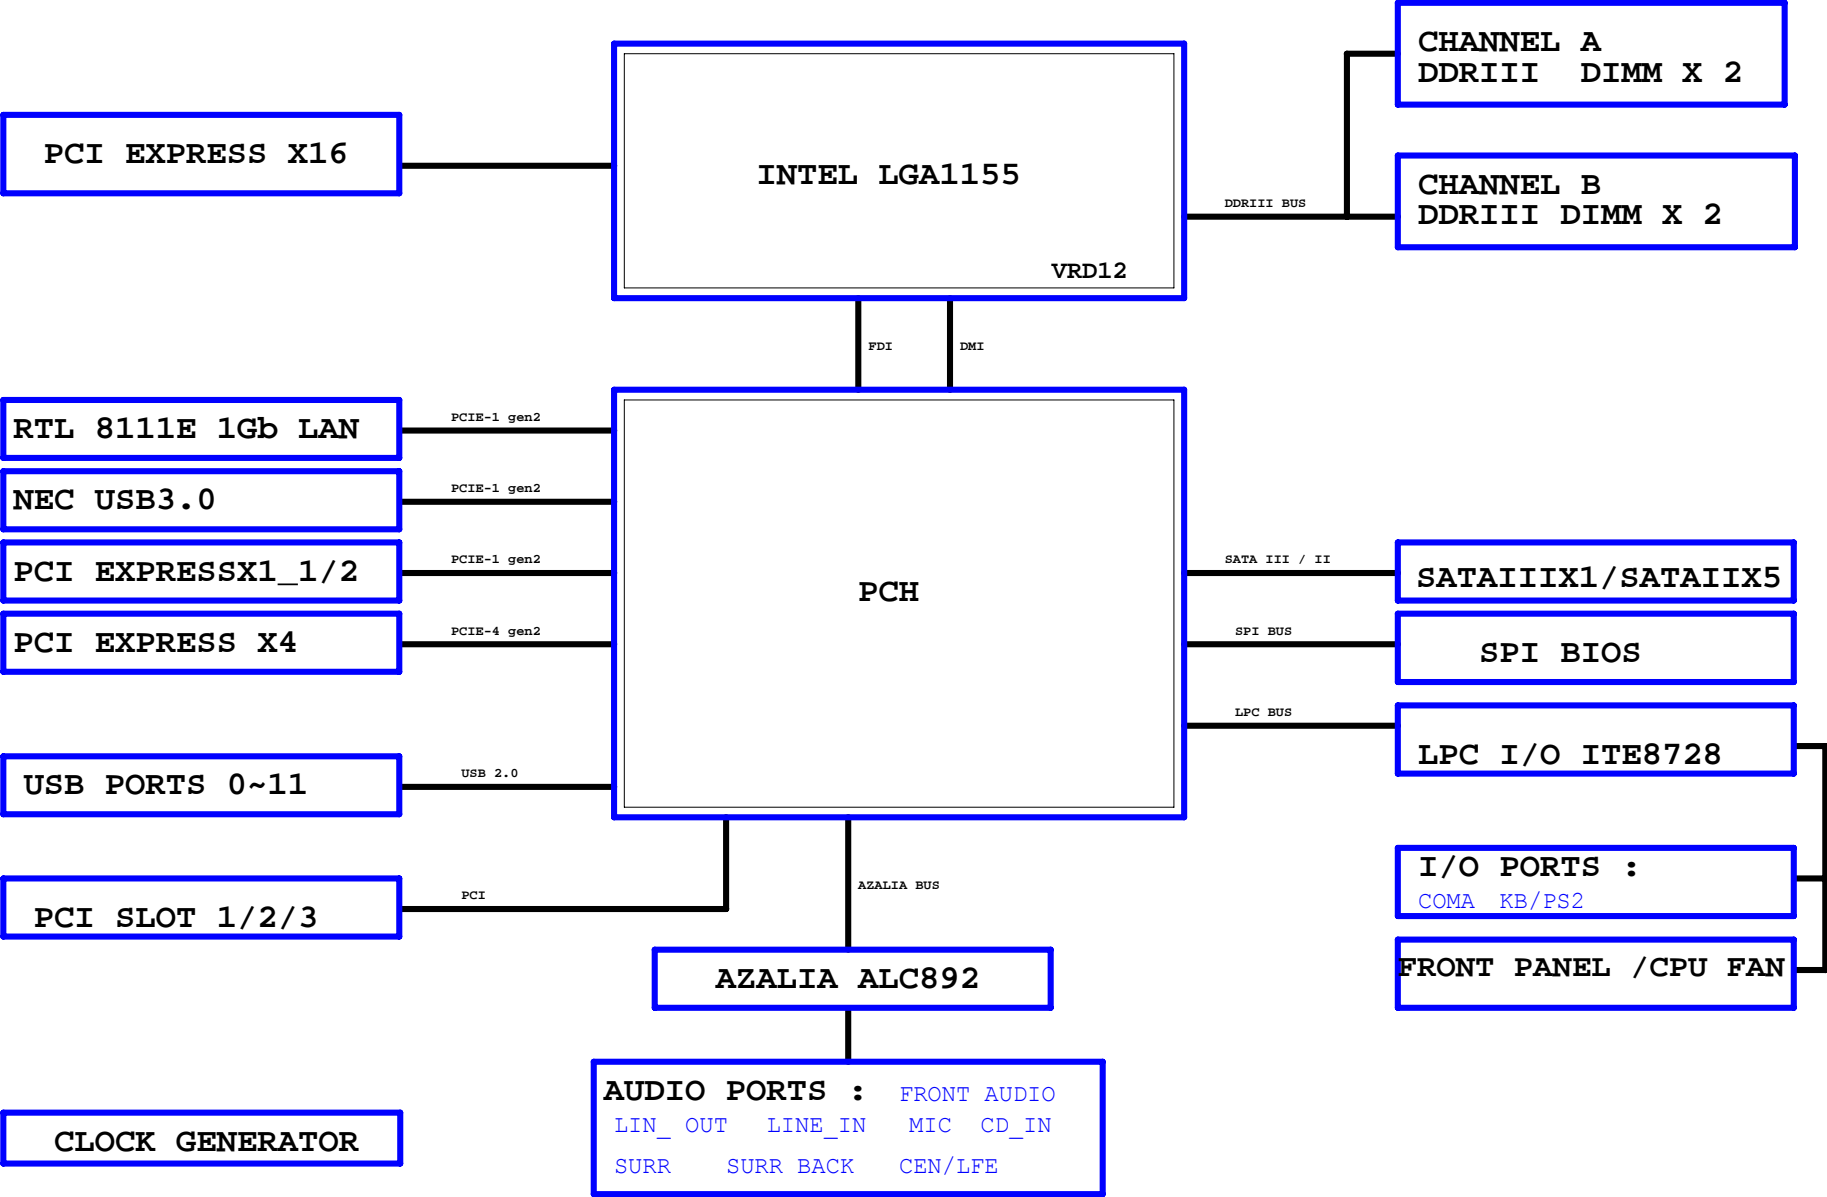 CHANNEL A
DDRIII DIMM X 2
PCI EXPRESS X16
INTEL LGA1155
CHANNEL B
DDRIII DIMM X 2
DDRIII BUS
VRD12
FDI
DMI
RTL 8111E 1Gb LAN
PCIE-1 gen2
NEC USB3.0
PCIE-1 gen2
PCI EXPRESSX1_1/2
PCIE-1 gen2
PCI EXPRESS X4
PCIE-4 gen2
PCH
SATA III / II
SATAIIIX1/SATAIIX5
SPI BUS
SPI BIOS
LPC BUS
LPC I/O ITE8728
USB PORTS 0~11
USB 2.0
I/O PORTS :
COMA KB/PS2
PCI SLOT 1/2/3
PCI
AZALIA BUS
FRONT PANEL /CPU FAN
AZALIA ALC892
AUDIO PORTS : FRONT AUDIO
LIN_ OUT LINE_IN MIC CD_IN
SURR SURR BACK CEN/LFE
CLOCK GENERATOR